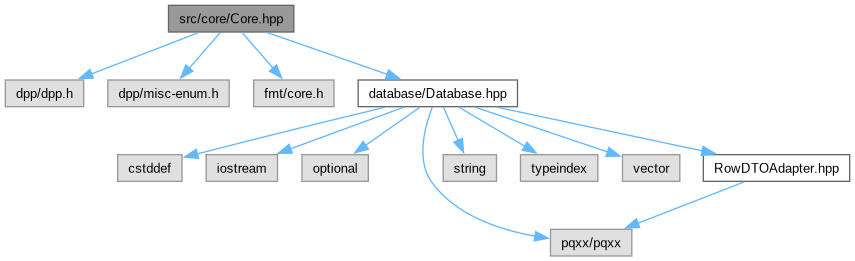 src/core/Core.hpp
dpp/dpp.h
dpp/misc-enum.h
fmt/core.h
database/Database.hpp
cstddef
iostream
optional
string
typeindex
vector
RowDTOAdapter.hpp
pqxx/pqxx